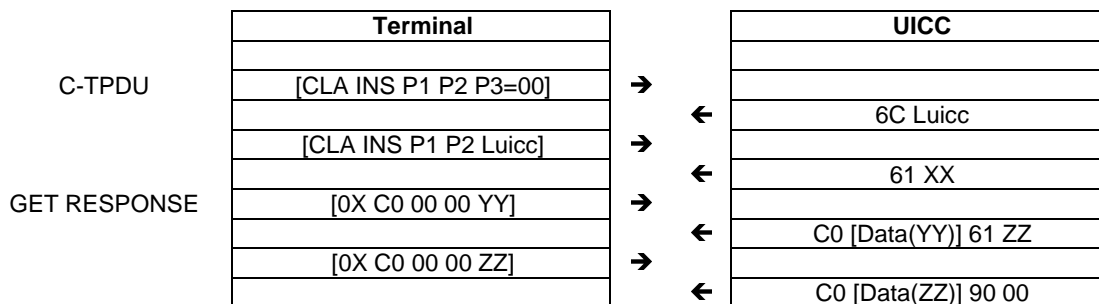 Terminal UICC
C-TPDU [CLA INS P1 P2 P3=00] →
← 6C Luicc
[CLA INS P1 P2 Luicc] →
← 61 XX
GET RESPONSE [0X C0 00 00 YY] →
← C0 [Data(YY)] 61 ZZ
[0X C0 00 00 ZZ] →
← C0 [Data(ZZ)] 90 00